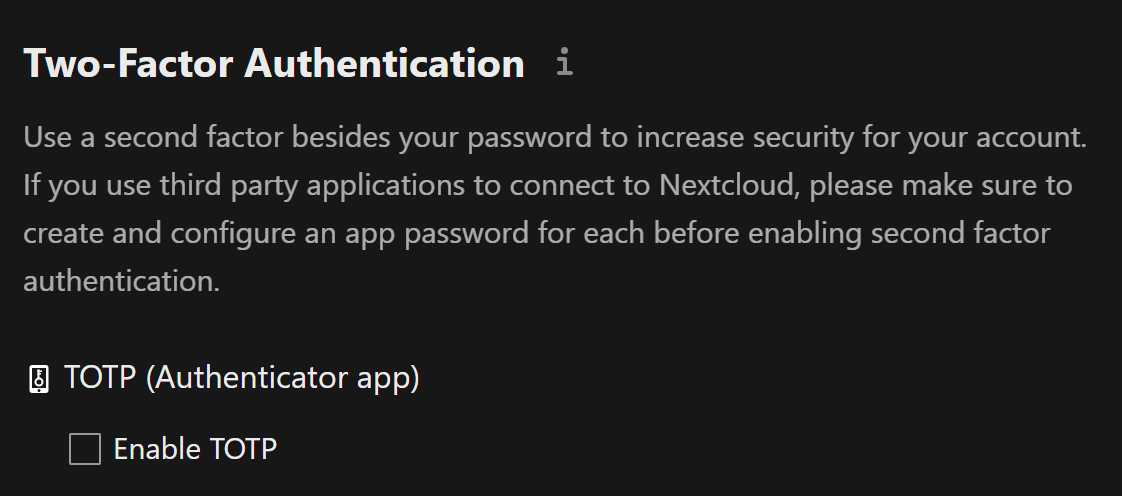 Two-Factor Authentication i
Use a second factor besides your password to increase security for your account.
If you use third party applications to connect to Nextcloud, please make sure to
create and configure an app password for each before enabling second factor
authentication.
TOTP (Authenticator app)
Enable TOTP